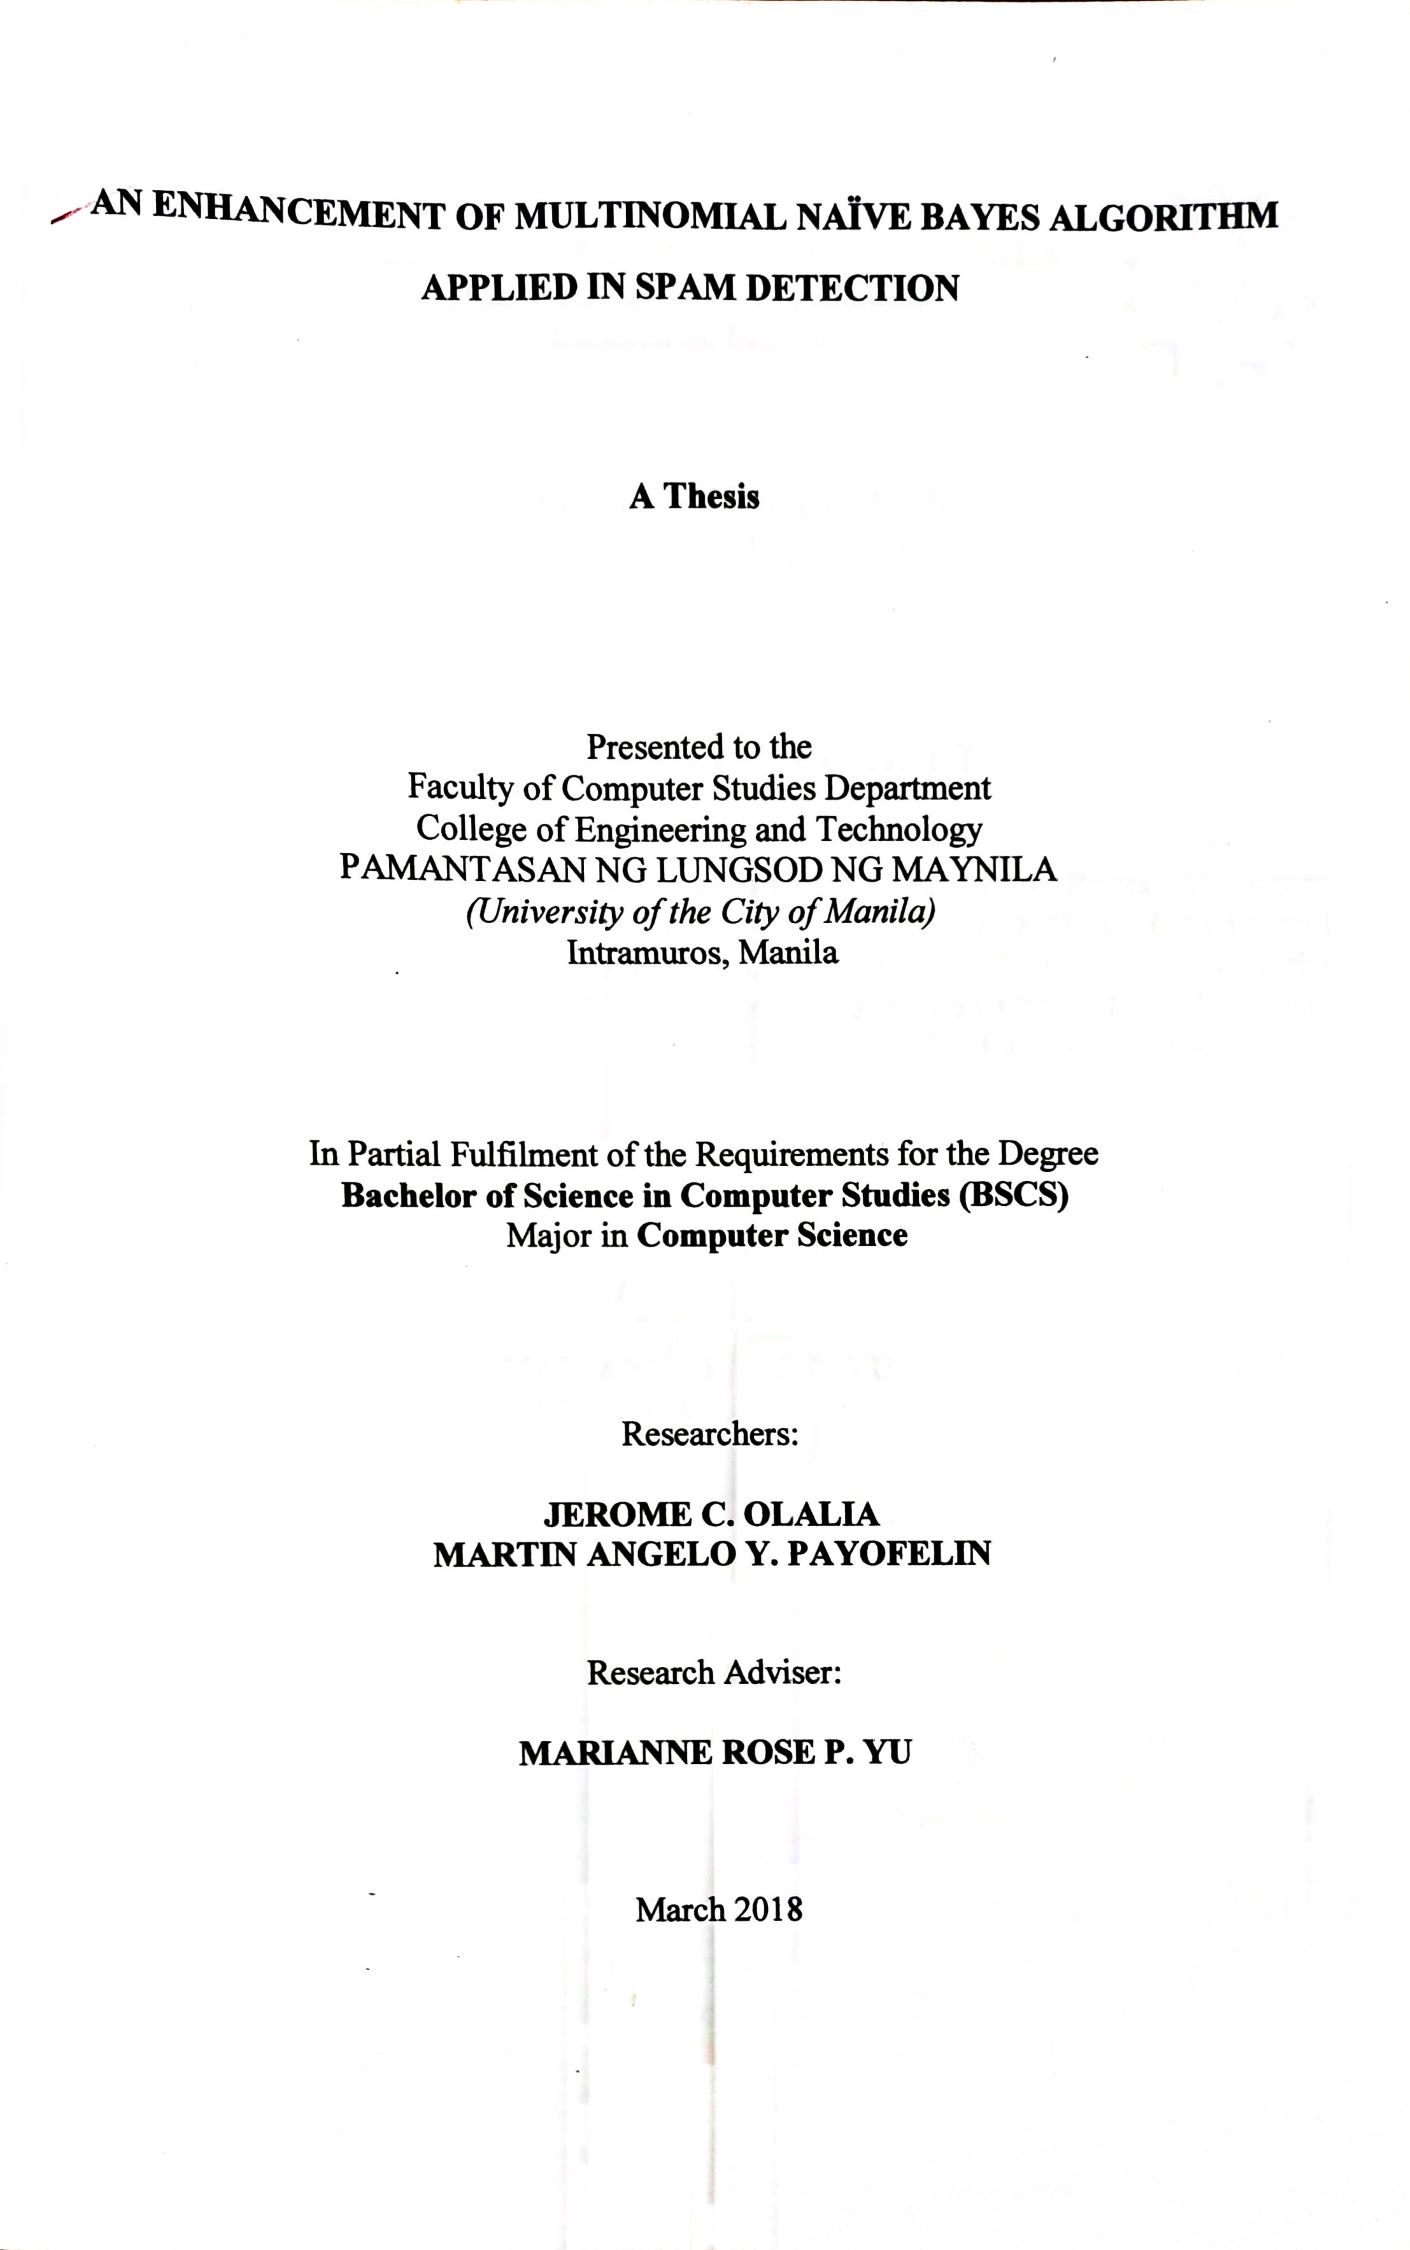 AN ENHANCEMENT OF MULTINOMIAL NAÏVE BAYES ALGORITHM
APPLIED IN SPAM DETECTION
A Thesis
Presented to the
Faculty of Computer Studies Department
College of Engineering and Technology
PAMANTASAN NG LUNGSOD NG MAYNILA
(University of the City of Manila)
Intramuros, Manila
In Partial Fulfilment of the Requirements for the Degree
Bachelor of Science in Computer Studies (BSCS)
Major in Computer Science
Researchers:
JEROME C. OLALIA
MARTIN ANGELO Y. PAYOFELIN
Research Adviser:
MARIANNE ROSE P. YU
March 2018